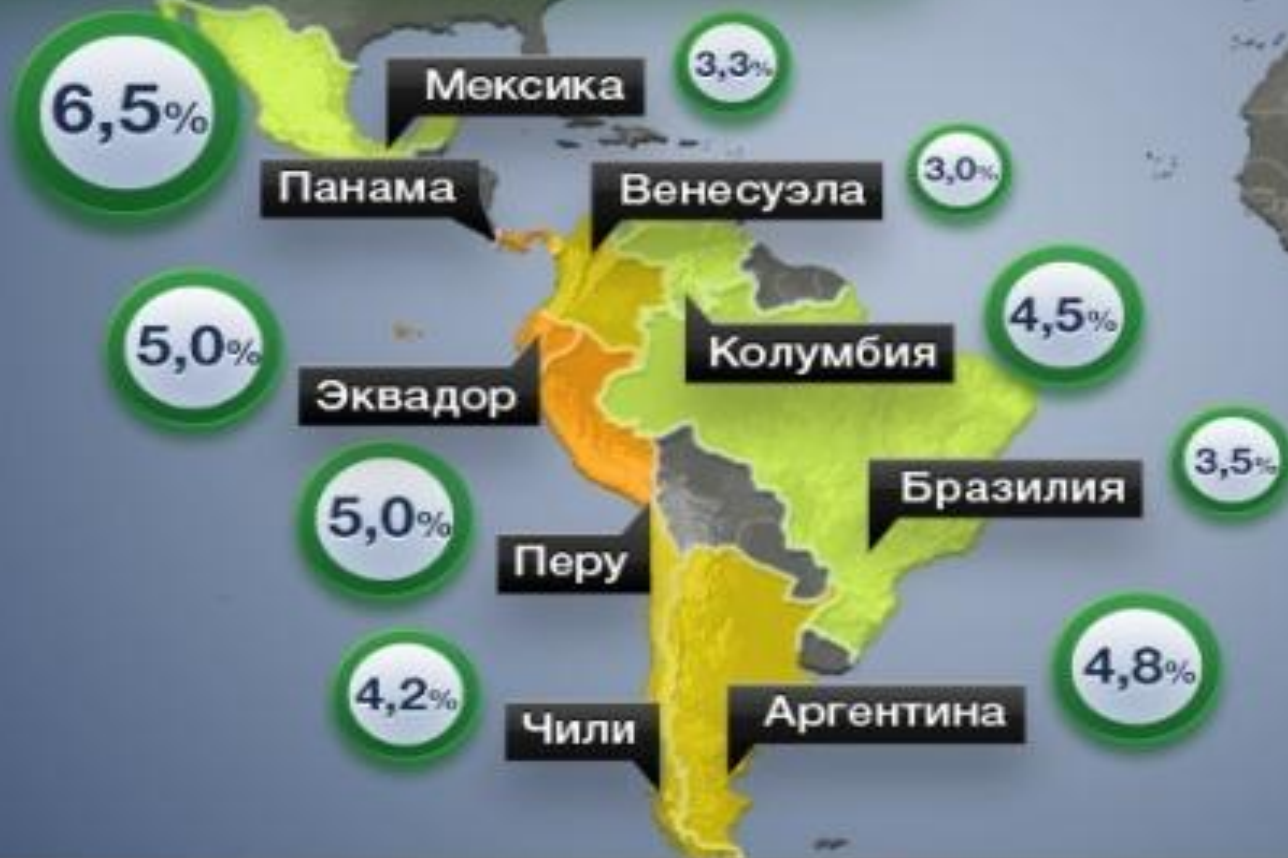 Мексика
3,3%
6,5%
Панама
Венесуэла
3,0%
5,0%
Эквадор
Колумбия
4,5%
5,0%
Перу
Бразилия
3,5%
4,2%
Чили
Аргентина
4,8%